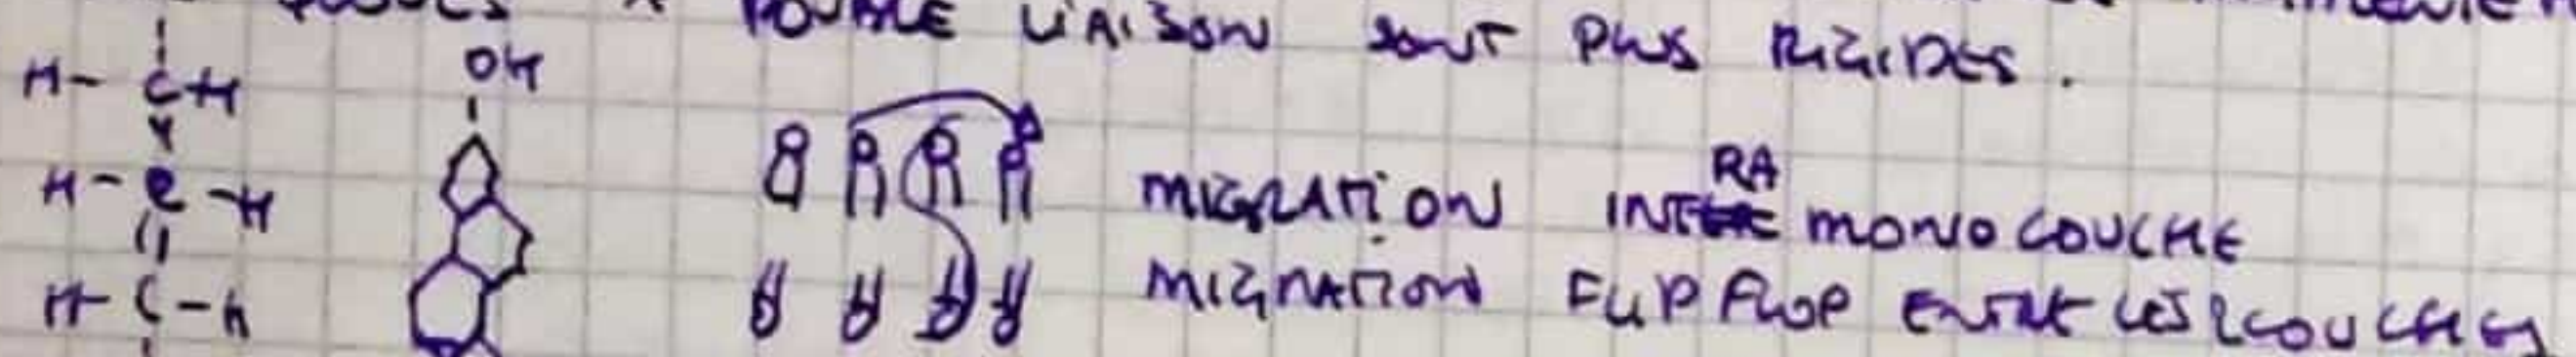 DOUBLE LIAISON SONT PLUS RIGIDES.
H- C-H
OH
H-C-H
MIGRATION INTRA MONOCOUCHE
H-C-H
MIGRATION FLIP FLOP ENTRE LES 2 COUCHES